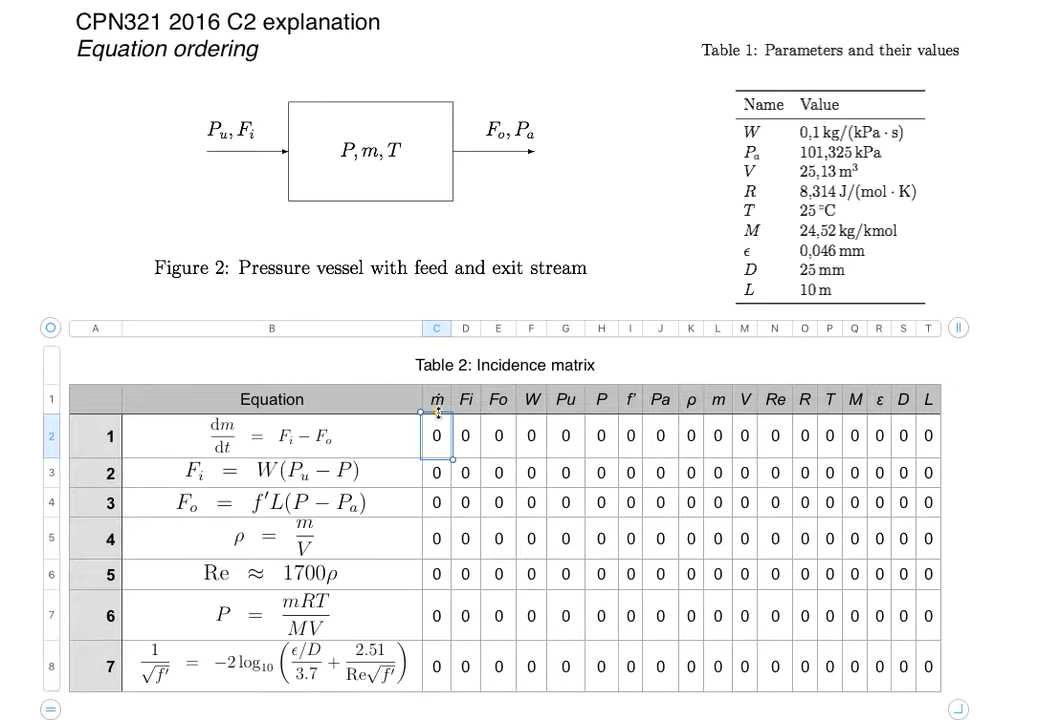 CPN321 2016 C2 explanation
Equation ordering
Table 1: Parameters and their values
Name Value
W 0,1 kg/(kPa · s)
Pₐ 101,325 kPa
V 25,13 m³
R 8,314 J/(mol · K)
T 25 °C
M 24,52 kg/kmol
ϵ 0,046 mm
D 25 mm
L 10 m
Pᵤ, Fᵢ
P, m, T
Fₒ, Pₐ
Figure 2: Pressure vessel with feed and exit stream
A B C D E F G H I J K L M N O P Q R S T
Table 2: Incidence matrix
1 Equation ṁ Fi Fo W Pu P f' Pa ρ m V Re R T M ε D L
2 1 dm/dt = Fᵢ − Fₒ 0 0 0 0 0 0 0 0 0 0 0 0 0 0 0 0 0 0
3 2 Fᵢ = W(Pᵤ − P) 0 0 0 0 0 0 0 0 0 0 0 0 0 0 0 0 0 0
4 3 Fₒ = f′L(P − Pₐ) 0 0 0 0 0 0 0 0 0 0 0 0 0 0 0 0 0 0
5 4 ρ = m/V 0 0 0 0 0 0 0 0 0 0 0 0 0 0 0 0 0 0
6 5 Re ≈ 1700ρ 0 0 0 0 0 0 0 0 0 0 0 0 0 0 0 0 0 0
7 6 P = mRT/MV 0 0 0 0 0 0 0 0 0 0 0 0 0 0 0 0 0 0
8 7 1/√f′ = −2 log₁₀ (ϵ/D/3.7 + 2.51/Re√f′) 0 0 0 0 0 0 0 0 0 0 0 0 0 0 0 0 0 0